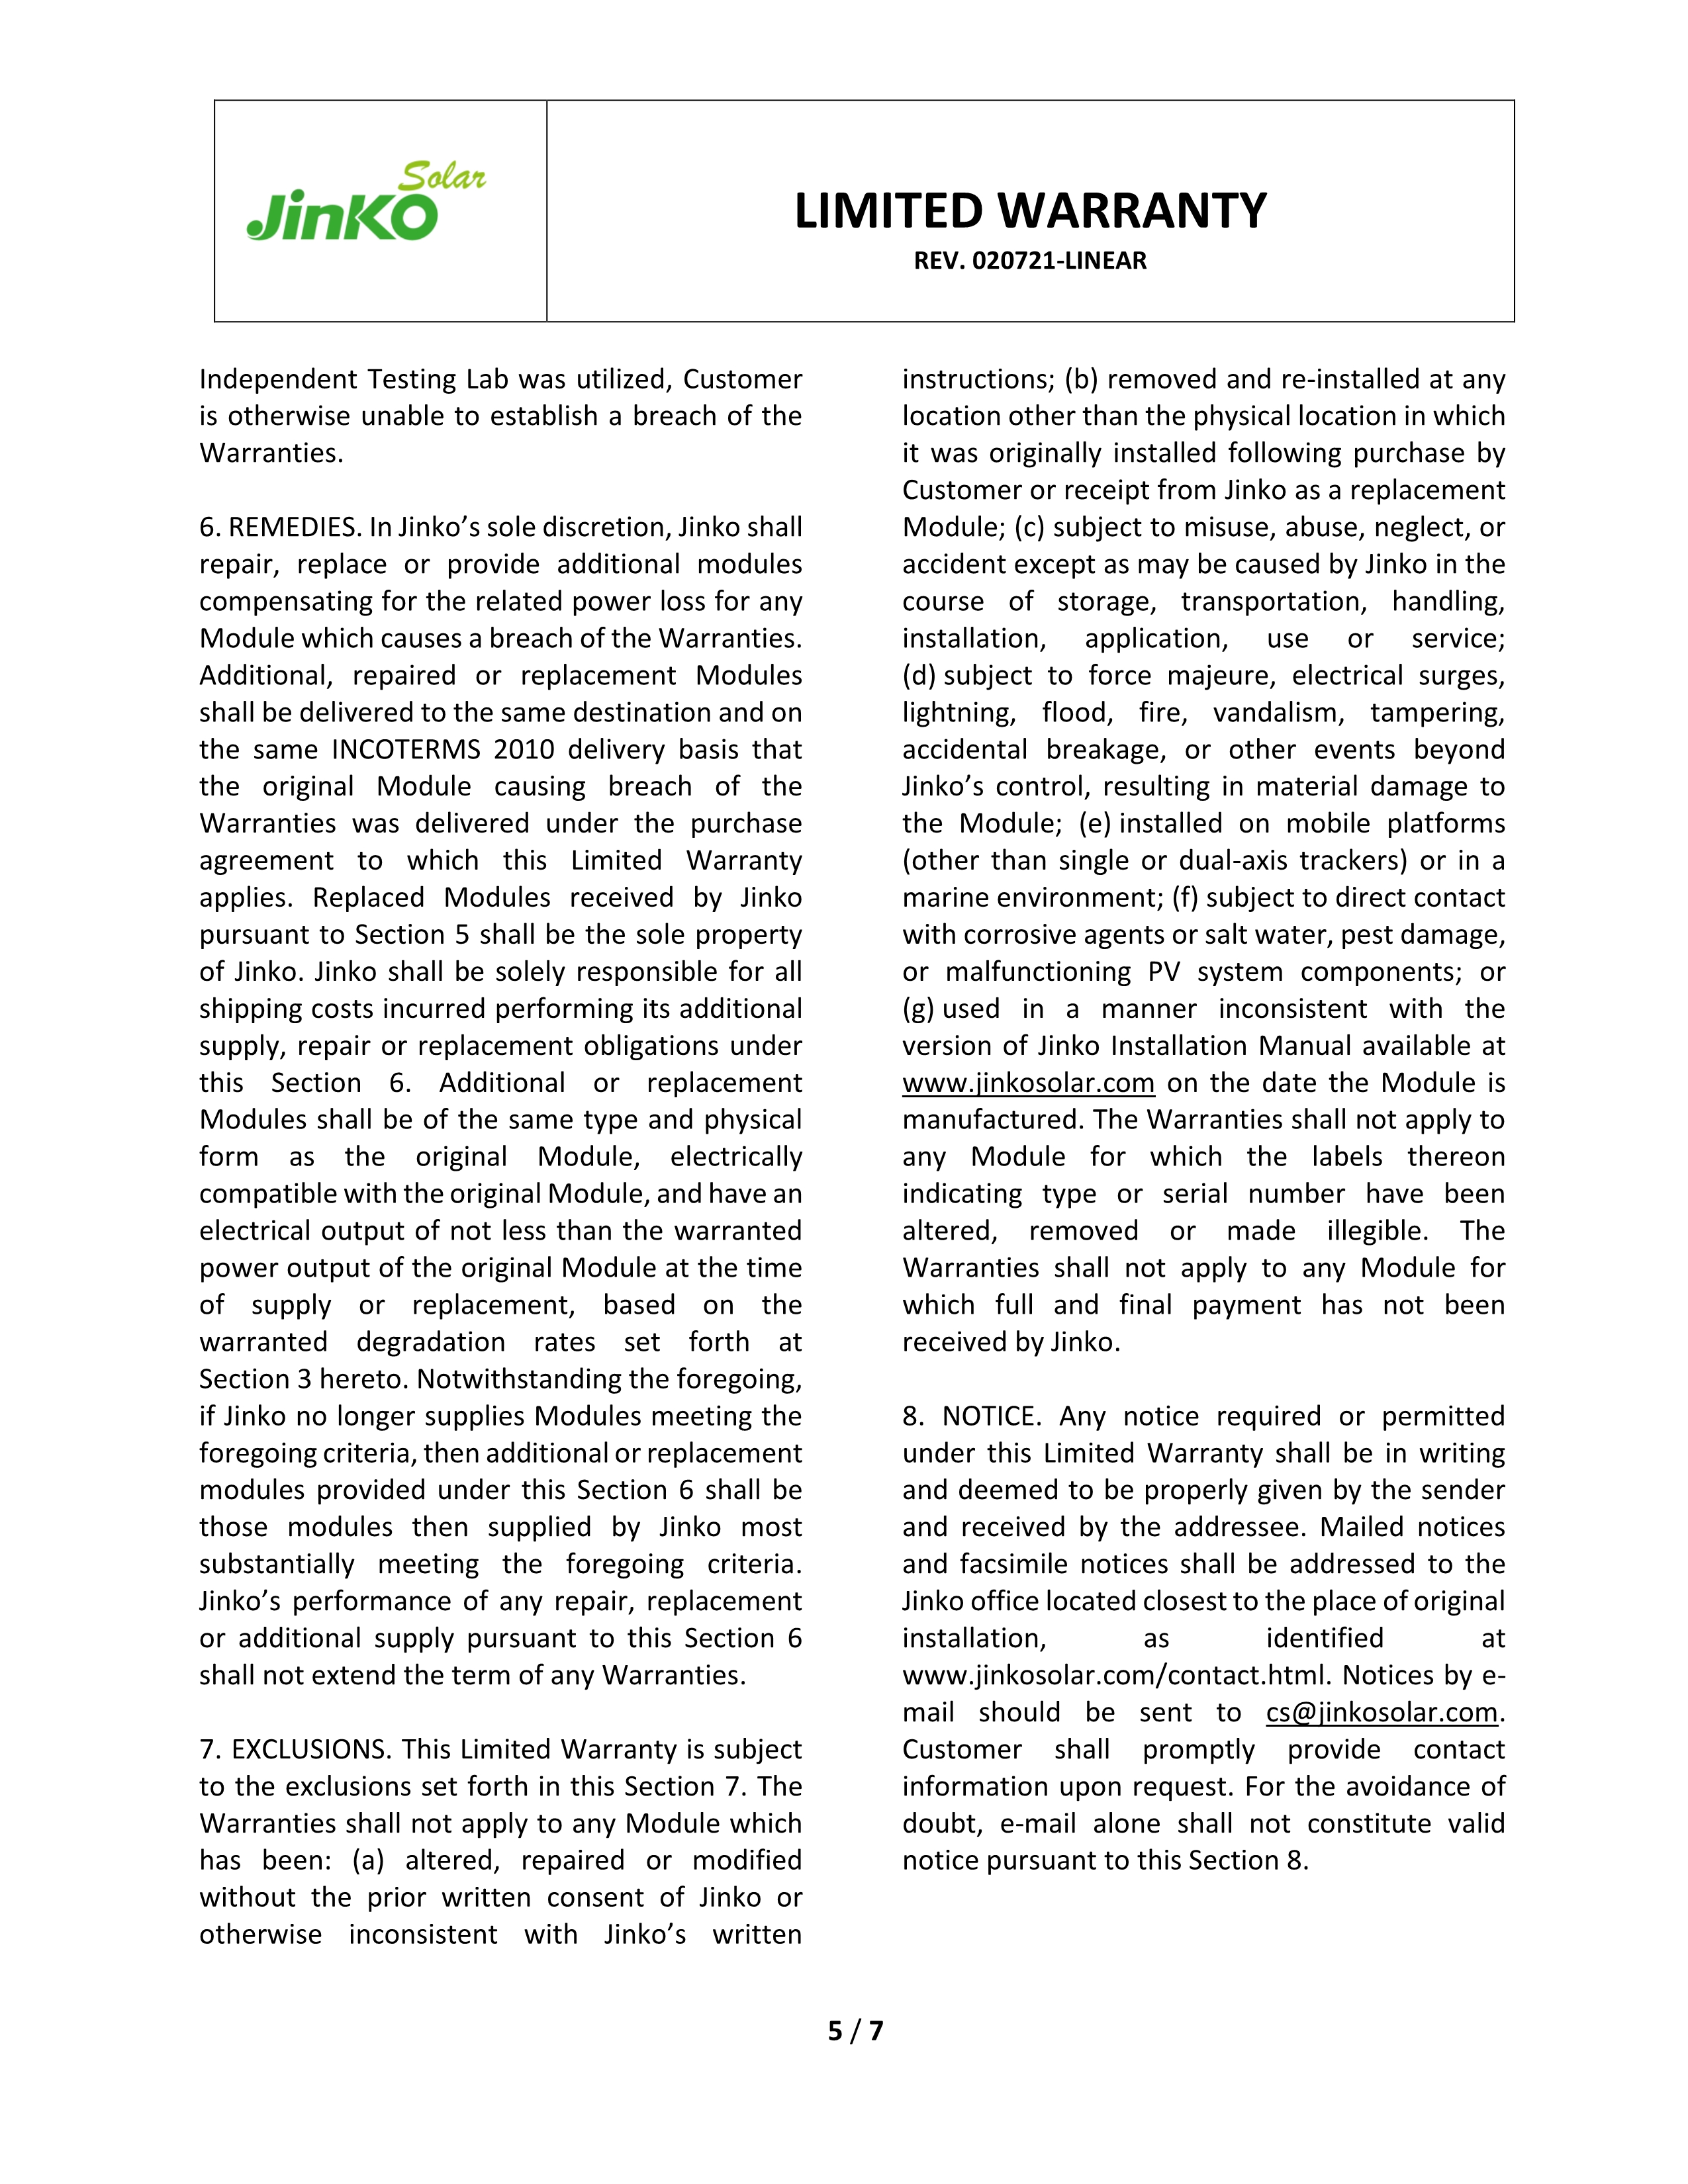 Solar
JinKO
LIMITED WARRANTY
REV. 020721-LINEAR
Independent Testing Lab was utilized, Customer
is otherwise unable to establish a breach of the
Warranties.
6. REMEDIES. In Jinko’s sole discretion, Jinko shall
repair, replace or provide additional modules
compensating for the related power loss for any
Module which causes a breach of the Warranties.
Additional, repaired or replacement Modules
shall be delivered to the same destination and on
the same INCOTERMS 2010 delivery basis that
the original Module causing breach of the
Warranties was delivered under the purchase
agreement to which this Limited Warranty
applies. Replaced Modules received by Jinko
pursuant to Section 5 shall be the sole property
of Jinko. Jinko shall be solely responsible for all
shipping costs incurred performing its additional
supply, repair or replacement obligations under
this Section 6. Additional or replacement
Modules shall be of the same type and physical
form as the original Module, electrically
compatible with the original Module, and have an
electrical output of not less than the warranted
power output of the original Module at the time
of supply or replacement, based on the
warranted degradation rates set forth at
Section 3 hereto. Notwithstanding the foregoing,
if Jinko no longer supplies Modules meeting the
foregoing criteria, then additional or replacement
modules provided under this Section 6 shall be
those modules then supplied by Jinko most
substantially meeting the foregoing criteria.
Jinko’s performance of any repair, replacement
or additional supply pursuant to this Section 6
shall not extend the term of any Warranties.
7. EXCLUSIONS. This Limited Warranty is subject
to the exclusions set forth in this Section 7. The
Warranties shall not apply to any Module which
has been: (a) altered, repaired or modified
without the prior written consent of Jinko or
otherwise inconsistent with Jinko’s written
instructions; (b) removed and re-installed at any
location other than the physical location in which
it was originally installed following purchase by
Customer or receipt from Jinko as a replacement
Module; (c) subject to misuse, abuse, neglect, or
accident except as may be caused by Jinko in the
course of storage, transportation, handling,
installation, application, use or service;
(d) subject to force majeure, electrical surges,
lightning, flood, fire, vandalism, tampering,
accidental breakage, or other events beyond
Jinko’s control, resulting in material damage to
the Module; (e) installed on mobile platforms
(other than single or dual-axis trackers) or in a
marine environment; (f) subject to direct contact
with corrosive agents or salt water, pest damage,
or malfunctioning PV system components; or
(g) used in a manner inconsistent with the
version of Jinko Installation Manual available at
www.jinkosolar.com on the date the Module is
manufactured. The Warranties shall not apply to
any Module for which the labels thereon
indicating type or serial number have been
altered, removed or made illegible. The
Warranties shall not apply to any Module for
which full and final payment has not been
received by Jinko.
8. NOTICE. Any notice required or permitted
under this Limited Warranty shall be in writing
and deemed to be properly given by the sender
and received by the addressee. Mailed notices
and facsimile notices shall be addressed to the
Jinko office located closest to the place of original
installation, as identified at
www.jinkosolar.com/contact.html. Notices by e-
mail should be sent to cs@jinkosolar.com.
Customer shall promptly provide contact
information upon request. For the avoidance of
doubt, e-mail alone shall not constitute valid
notice pursuant to this Section 8.
5 / 7